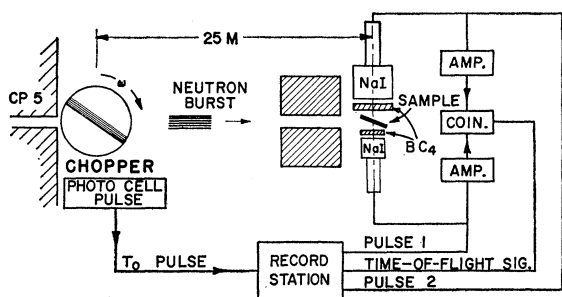 25 M
CP 5
ω
NEUTRON
BURST
CHOPPER
PHOTO CELL
PULSE
NaI
SAMPLE
BC4
NaI
AMP.
COIN.
AMP.
To PULSE
RECORD
STATION
PULSE 1
TIME-OF-FLIGHT SIG.
PULSE 2